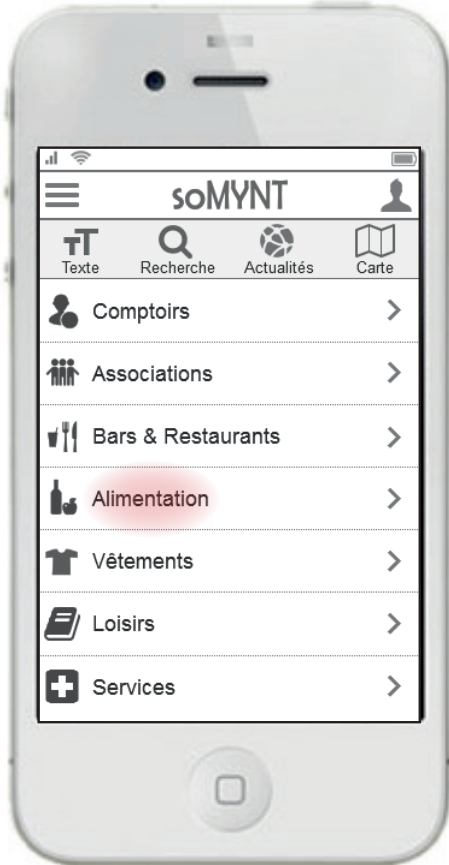 soMYNT
Texte Recherche Actualités Carte
Comptoirs
Associations
Bars & Restaurants
Alimentation
Vêtements
Loisirs
Services